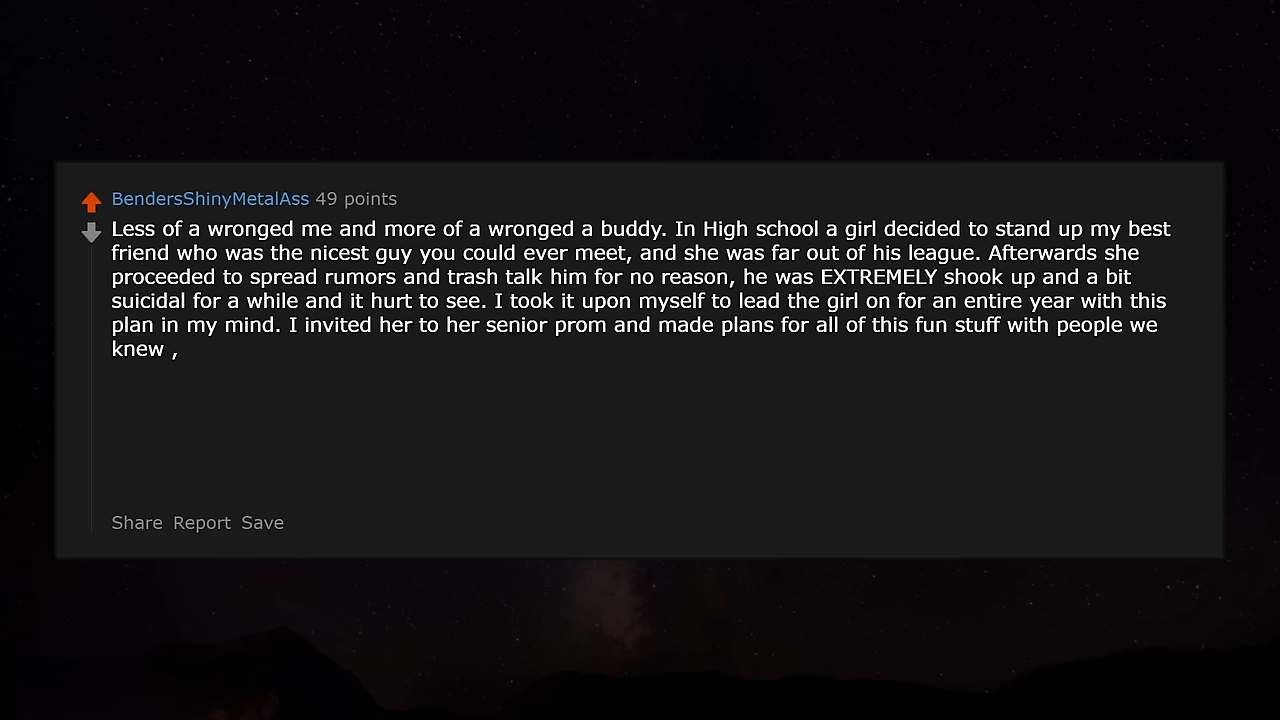 BendersShinyMetalAss 49 points
Less of a wronged me and more of a wronged a buddy. In High school a girl decided to stand up my best
friend who was the nicest guy you could ever meet, and she was far out of his league. Afterwards she
proceeded to spread rumors and trash talk him for no reason, he was EXTREMELY shook up and a bit
suicidal for a while and it hurt to see. I took it upon myself to lead the girl on for an entire year with this
plan in my mind. I invited her to her senior prom and made plans for all of this fun stuff with people we
knew ,
Share Report Save